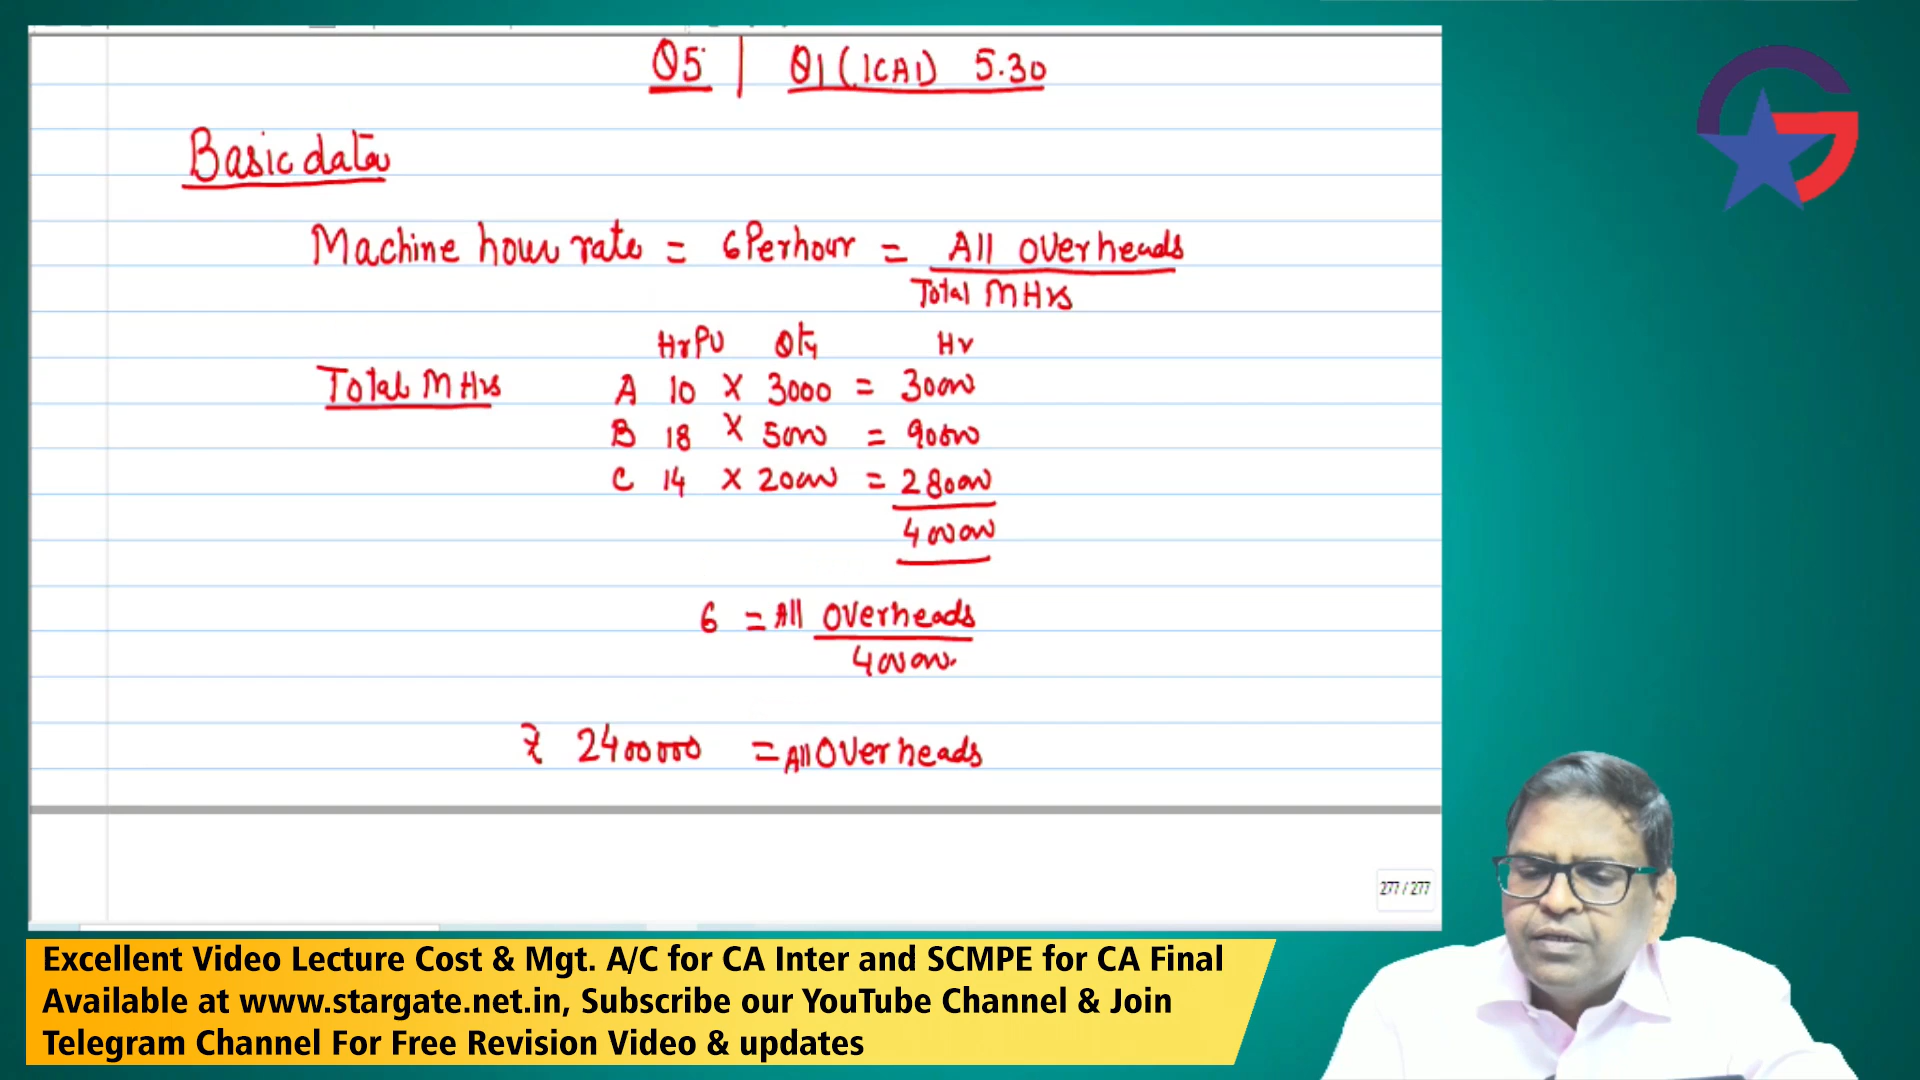 Q5 | Q1 (ICAI) 5.30
Basic data
Machine hour rate = 6 Per hour = All overheads
Total MHrs
HrPU Qty Hr
Total MHrs A 10 X 3000 = 30000
B 18 X 5000 = 90000
C 14 X 20000 = 280000
400000
6 = All Overheads
400000
₹ 2400000 = All Overheads
277 / 277
Excellent Video Lecture Cost & Mgt. A/C for CA Inter and SCMPE for CA Final
Available at www.stargate.net.in, Subscribe our YouTube Channel & Join
Telegram Channel For Free Revision Video & updates